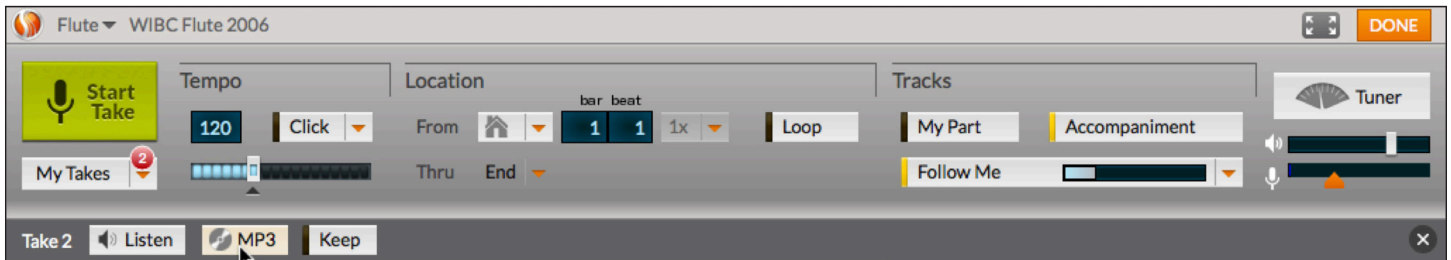 Flute WIBC Flute 2006 DONE
Start Take
Tempo
120 Click
Location
bar beat
From 1 1 1x Loop
Thru End
Tracks
My Part Accompaniment
Follow Me
Tuner
My Takes 2
Take 2 Listen MP3 Keep